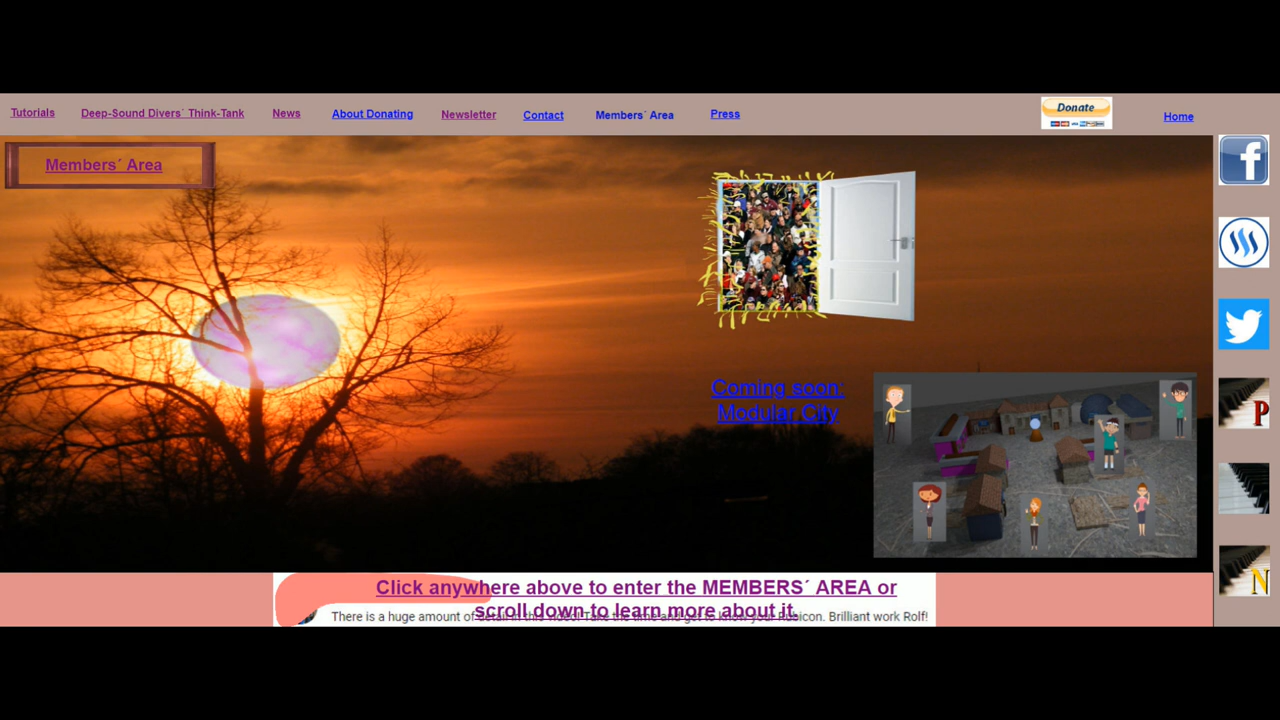 Tutorials
Deep-Sound Divers´ Think-Tank
News
About Donating
Newsletter
Contact
Members´ Area
Press
Donate
Home
Members´ Area
Coming soon:
Modular City
P
N
Click anywhere above to enter the MEMBERS´ AREA or
scroll down to learn more about it.
There is a huge amount of detail in this video! Take the time and get to know your Rubicon. Brilliant work Rolf!